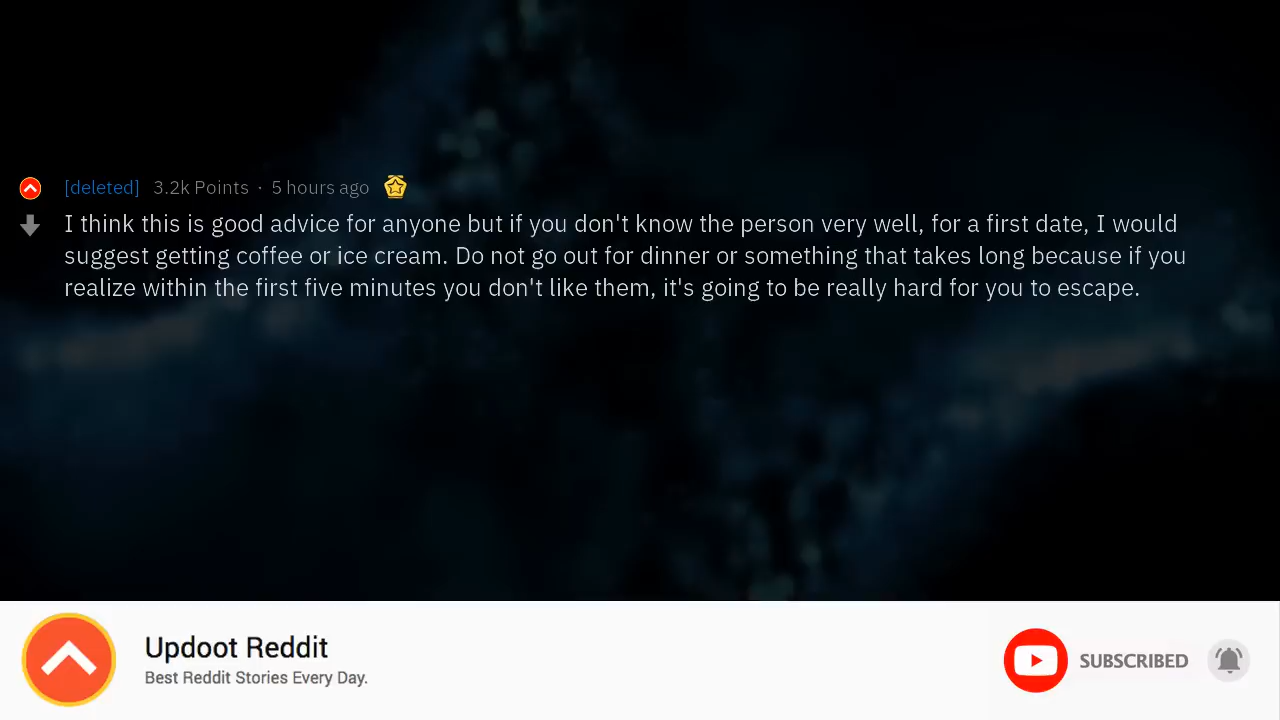 [deleted] 3.2k Points · 5 hours ago
I think this is good advice for anyone but if you don't know the person very well, for a first date, I would
suggest getting coffee or ice cream. Do not go out for dinner or something that takes long because if you
realize within the first five minutes you don't like them, it's going to be really hard for you to escape.
Updoot Reddit
Best Reddit Stories Every Day.
SUBSCRIBED